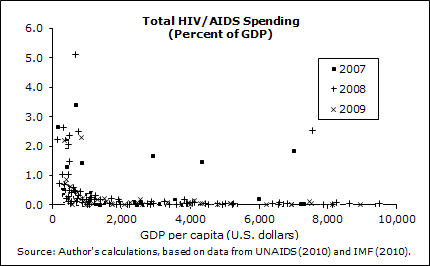 Total HIV/AIDS Spending
(Percent of GDP)
6.0
5.0
4.0
3.0
2.0
1.0
0.0
2007
2008
2009
0 2,000 4,000 6,000 8,000 10,000
GDP per capita (U.S. dollars)
Source: Author's calculations, based on data from UNAIDS (2010) and IMF (2010).